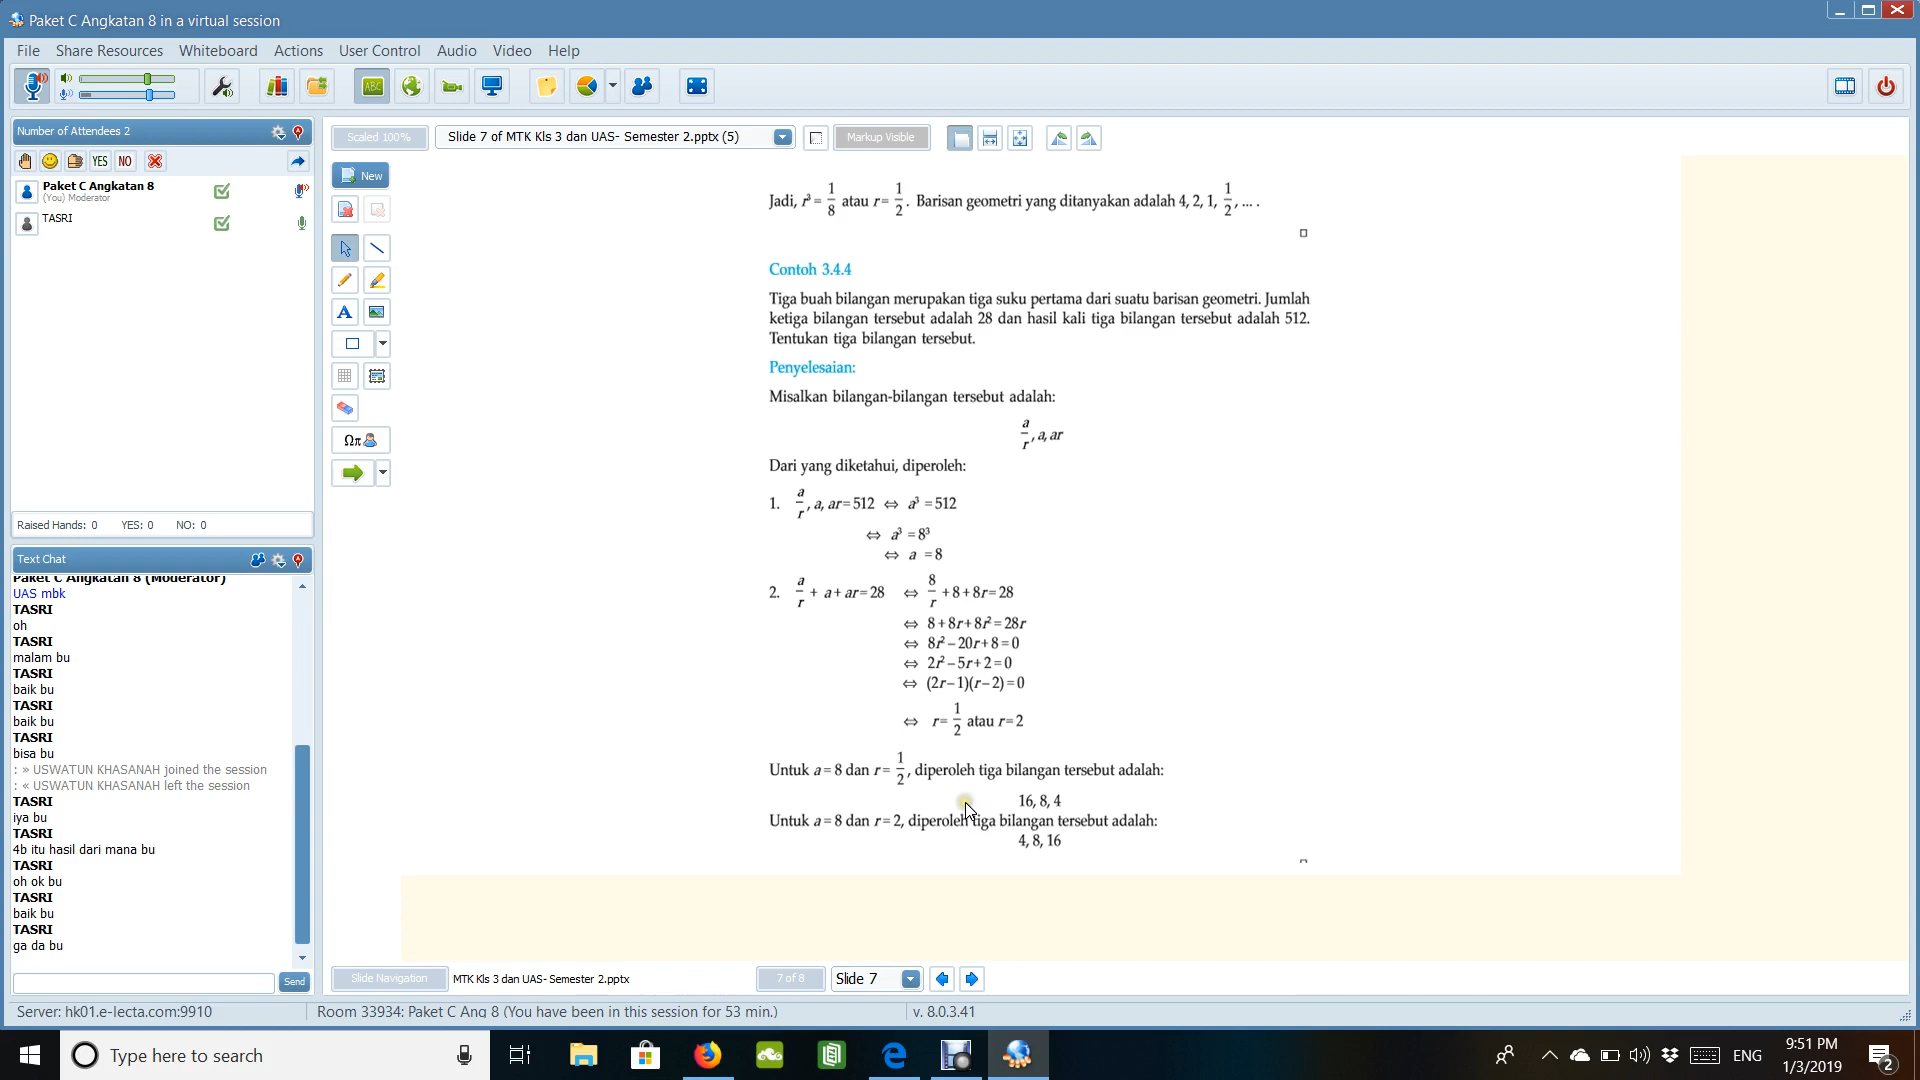 Paket C Angkatan 8 in a virtual session
File Share Resources Whiteboard Actions User Control Audio Video Help
ABC
Number of Attendees 2
YES NO
Paket C Angkatan 8
(You) Moderator
TASRI
Raised Hands: 0 YES: 0 NO: 0
Text Chat
Paket C Angkatan 8 (Moderator)
UAS mbk
TASRI
oh
TASRI
malam bu
TASRI
baik bu
TASRI
baik bu
TASRI
bisa bu
: » USWATUN KHASANAH joined the session
: « USWATUN KHASANAH left the session
TASRI
iya bu
TASRI
4b itu hasil dari mana bu
TASRI
oh ok bu
TASRI
baik bu
TASRI
ga da bu
Send
Scaled 100% Slide 7 of MTK Kls 3 dan UAS- Semester 2.pptx (5) Markup Visible
New
A
Ωπ
Jadi, r³ = 1/8 atau r = 1/2. Barisan geometri yang ditanyakan adalah 4, 2, 1, 1/2, ... .
Contoh 3.4.4
Tiga buah bilangan merupakan tiga suku pertama dari suatu barisan geometri. Jumlah
ketiga bilangan tersebut adalah 28 dan hasil kali tiga bilangan tersebut adalah 512.
Tentukan tiga bilangan tersebut.
Penyelesaian:
Misalkan bilangan-bilangan tersebut adalah:
a/r, a, ar
Dari yang diketahui, diperoleh:
1. a/r, a, ar = 512 ⇔ a³ = 512
⇔ a³ = 8³
⇔ a = 8
2. a/r + a + ar = 28 ⇔ 8/r + 8 + 8r = 28
⇔ 8 + 8r + 8r² = 28r
⇔ 8r² – 20r + 8 = 0
⇔ 2r² – 5r + 2 = 0
⇔ (2r – 1)(r – 2) = 0
⇔ r = 1/2 atau r = 2
Untuk a = 8 dan r = 1/2, diperoleh tiga bilangan tersebut adalah:
16, 8, 4
Untuk a = 8 dan r = 2, diperoleh tiga bilangan tersebut adalah:
4, 8, 16
Slide Navigation MTK Kls 3 dan UAS- Semester 2.pptx 7 of 8 Slide 7
Server: hk01.e-lecta.com:9910 Room 33934: Paket C Ang 8 (You have been in this session for 53 min.) v. 8.0.3.41
Type here to search
ENG
9:51 PM
1/3/2019
2